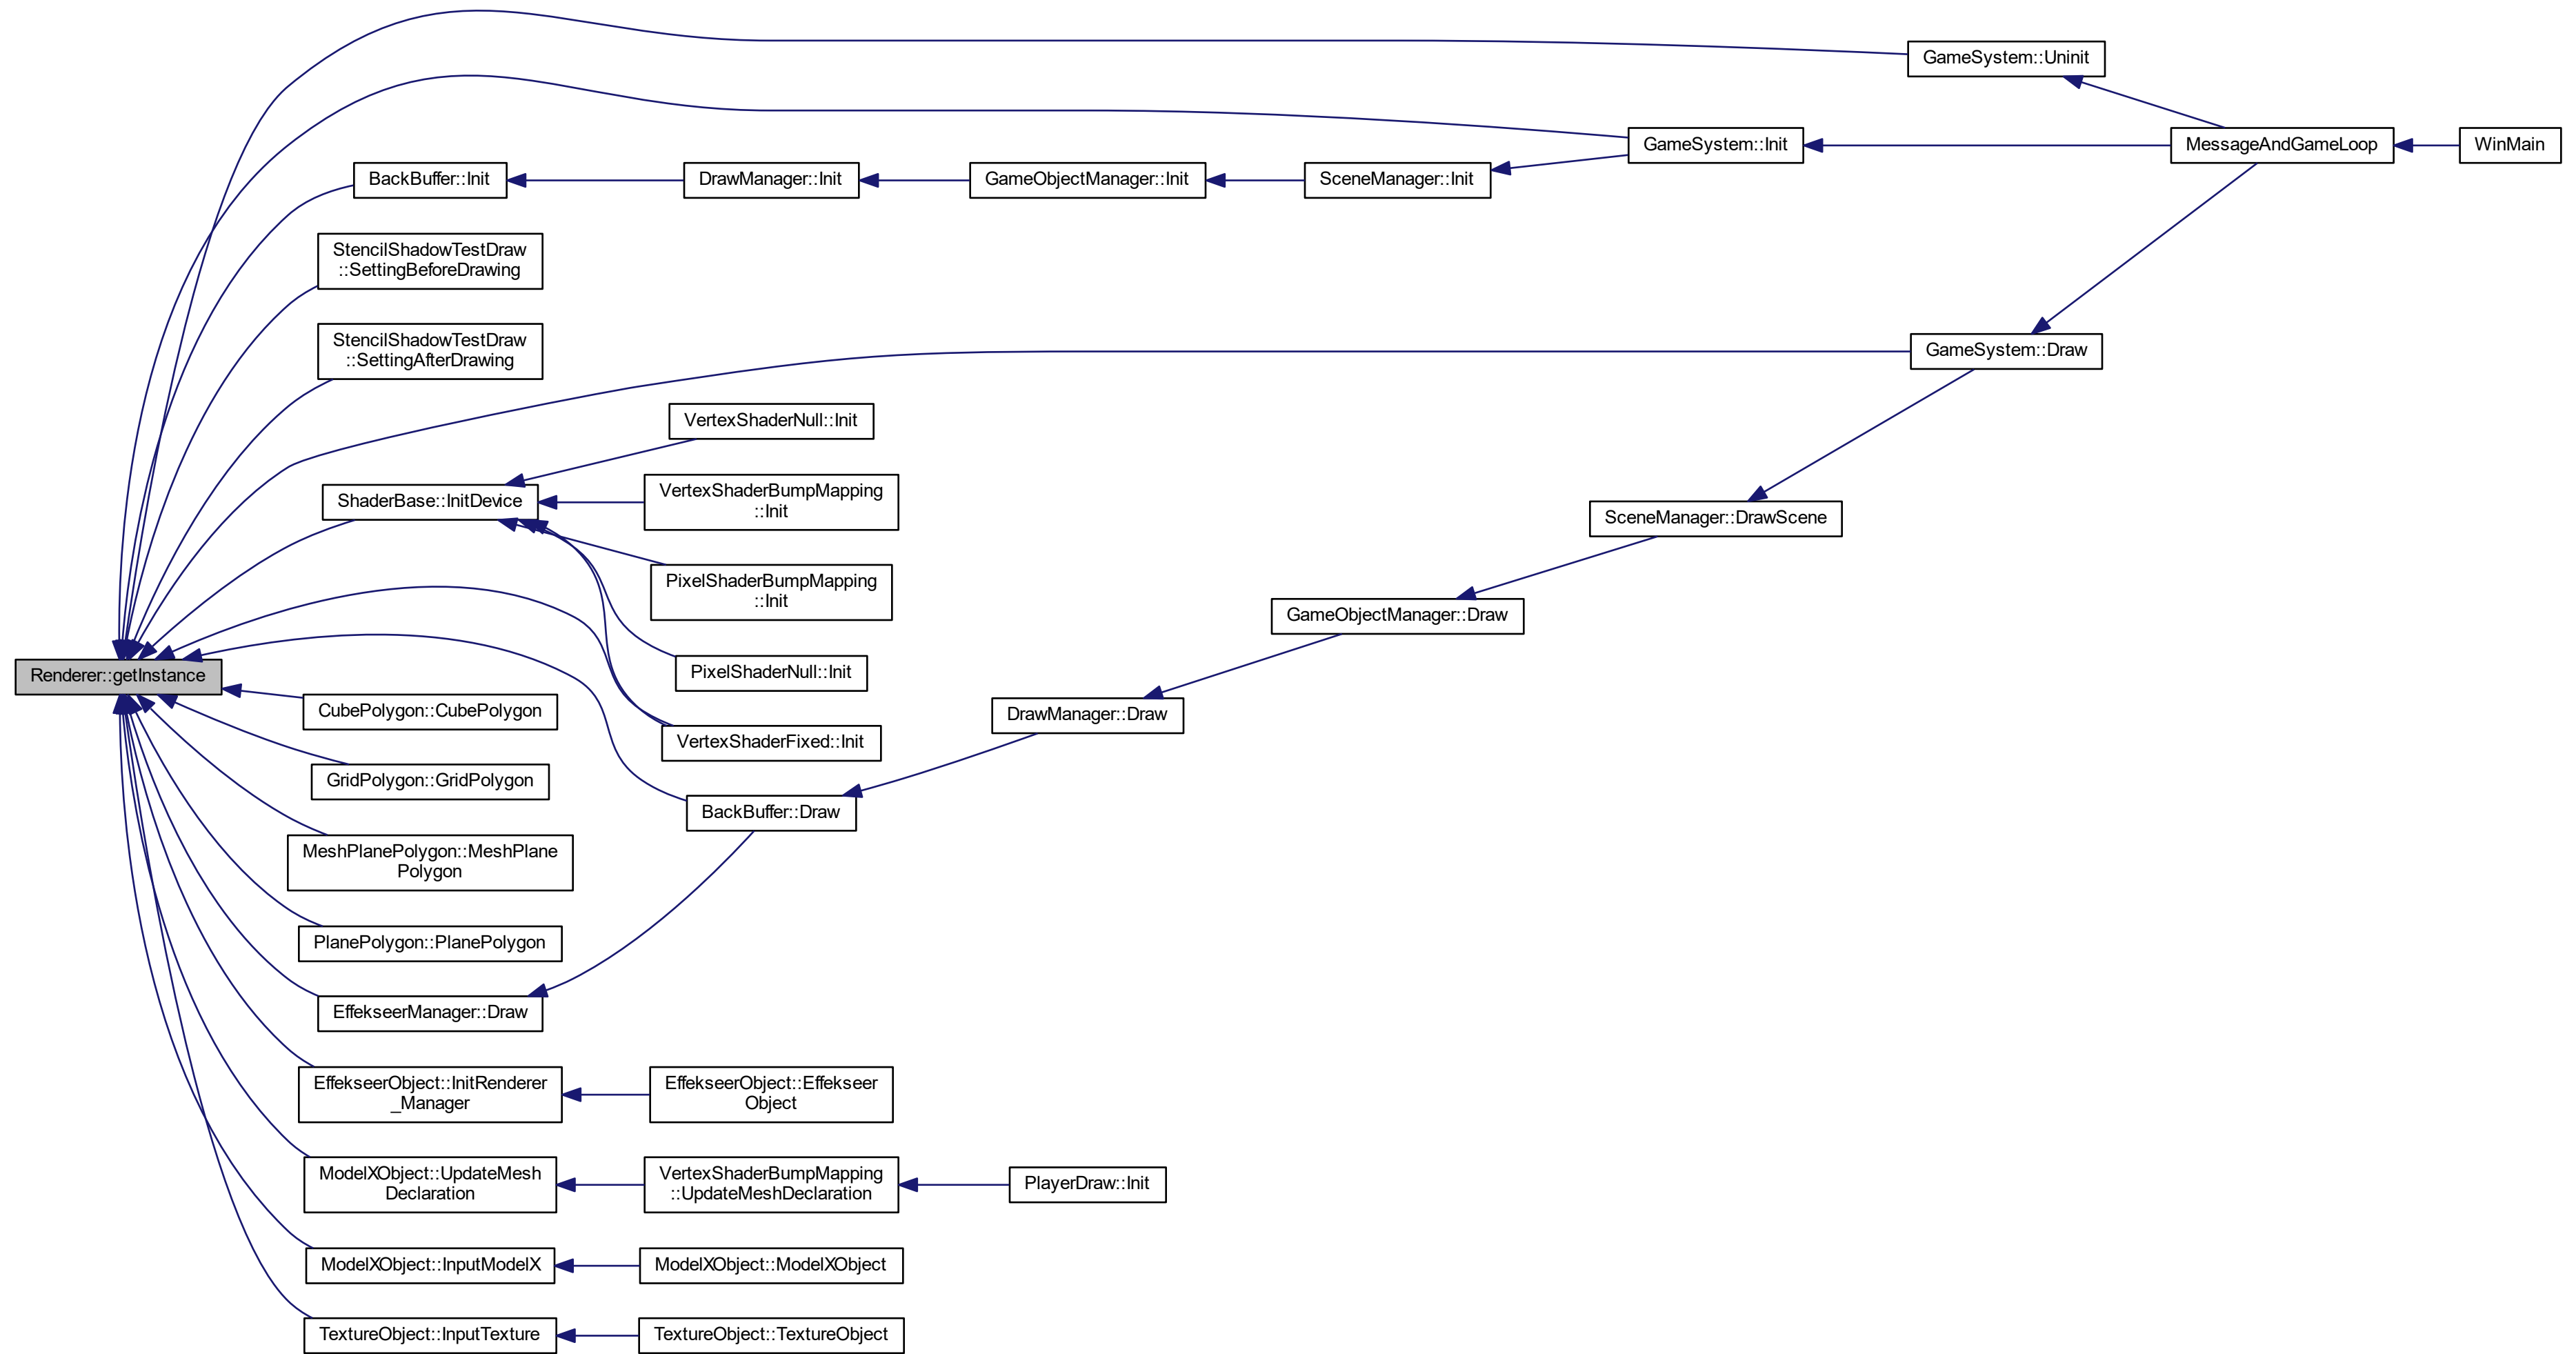 GameSystem::Uninit
GameSystem::Init
MessageAndGameLoop
WinMain
BackBuffer::Init
DrawManager::Init
GameObjectManager::Init
SceneManager::Init
StencilShadowTestDraw
::SettingBeforeDrawing
StencilShadowTestDraw
::SettingAfterDrawing
GameSystem::Draw
VertexShaderNull::Init
ShaderBase::InitDevice
VertexShaderBumpMapping
::Init
SceneManager::DrawScene
PixelShaderBumpMapping
::Init
GameObjectManager::Draw
Renderer::getInstance
PixelShaderNull::Init
CubePolygon::CubePolygon
DrawManager::Draw
VertexShaderFixed::Init
GridPolygon::GridPolygon
BackBuffer::Draw
MeshPlanePolygon::MeshPlane
Polygon
PlanePolygon::PlanePolygon
EffekseerManager::Draw
EffekseerObject::InitRenderer
_Manager
EffekseerObject::Effekseer
Object
ModelXObject::UpdateMesh
Declaration
VertexShaderBumpMapping
::UpdateMeshDeclaration
PlayerDraw::Init
ModelXObject::InputModelX
ModelXObject::ModelXObject
TextureObject::InputTexture
TextureObject::TextureObject